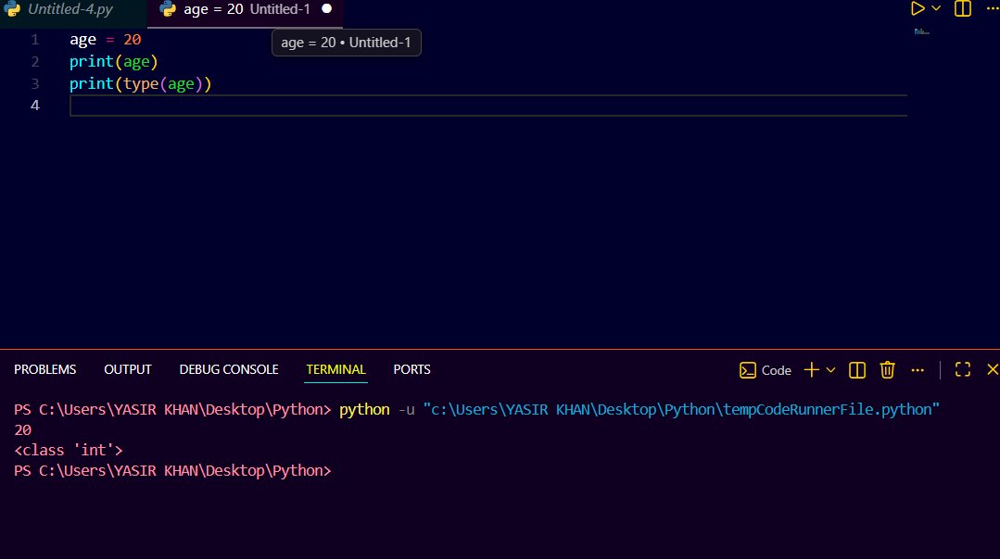 Untitled-4.py age = 20 Untitled-1
1 age = 20
age = 20 • Untitled-1
2 print(age)
3 print(type(age))
4
PROBLEMS OUTPUT DEBUG CONSOLE TERMINAL PORTS Code
PS C:\Users\YASIR KHAN\Desktop\Python> python -u "c:\Users\YASIR KHAN\Desktop\Python\tempCodeRunnerFile.python"
20
<class 'int'>
PS C:\Users\YASIR KHAN\Desktop\Python>